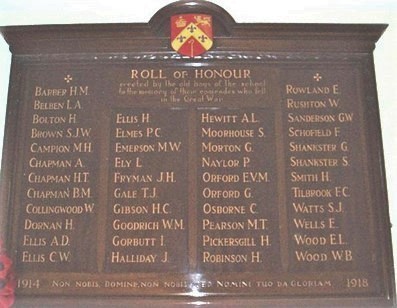 ROLL OF HONOUR
erected by the old boys of the school
to the memory of their comrades who fell
in the Great War
BARBER H.M.
BELBEN L.A.
BOLTON H.
BROWN S.J.W.
CAMPION M.H.
CHAPMAN A.
CHAPMAN H.T.
CHAPMAN B.M.
COLLINGWOOD W.
DORNAN H.
ELLIS A.D.
ELLIS C.W.
ELLIS H.
ELMES P.C.
EMERSON M.W.
ELY L.
FRYMAN J.H.
GALE T.J.
GIBSON H.C.
GOODRICH W.M.
GORBUTT I.
HALLIDAY J.
HEWITT A.L.
MOORHOUSE S.
MORTON G.
NAYLOR P.
ORFORD E.V.M.
ORFORD G.
OSBORNE C.
PEARSON M.T.
PICKERSGILL H.
ROBINSON H.
ROWLAND E.
RUSHTON W.
SANDERSON G.W.
SCHOFIELD F.
SHANKSTER G.
SHANKSTER S.
SMITH H.
TILBROOK F.C.
WATTS S.J.
WELLS E.
WOOD E.L.
WOOD W.B.
1914 NON NOBIS DOMINE, NON NOBIS SED NOMINI TUO DA GLORIAM. 1918